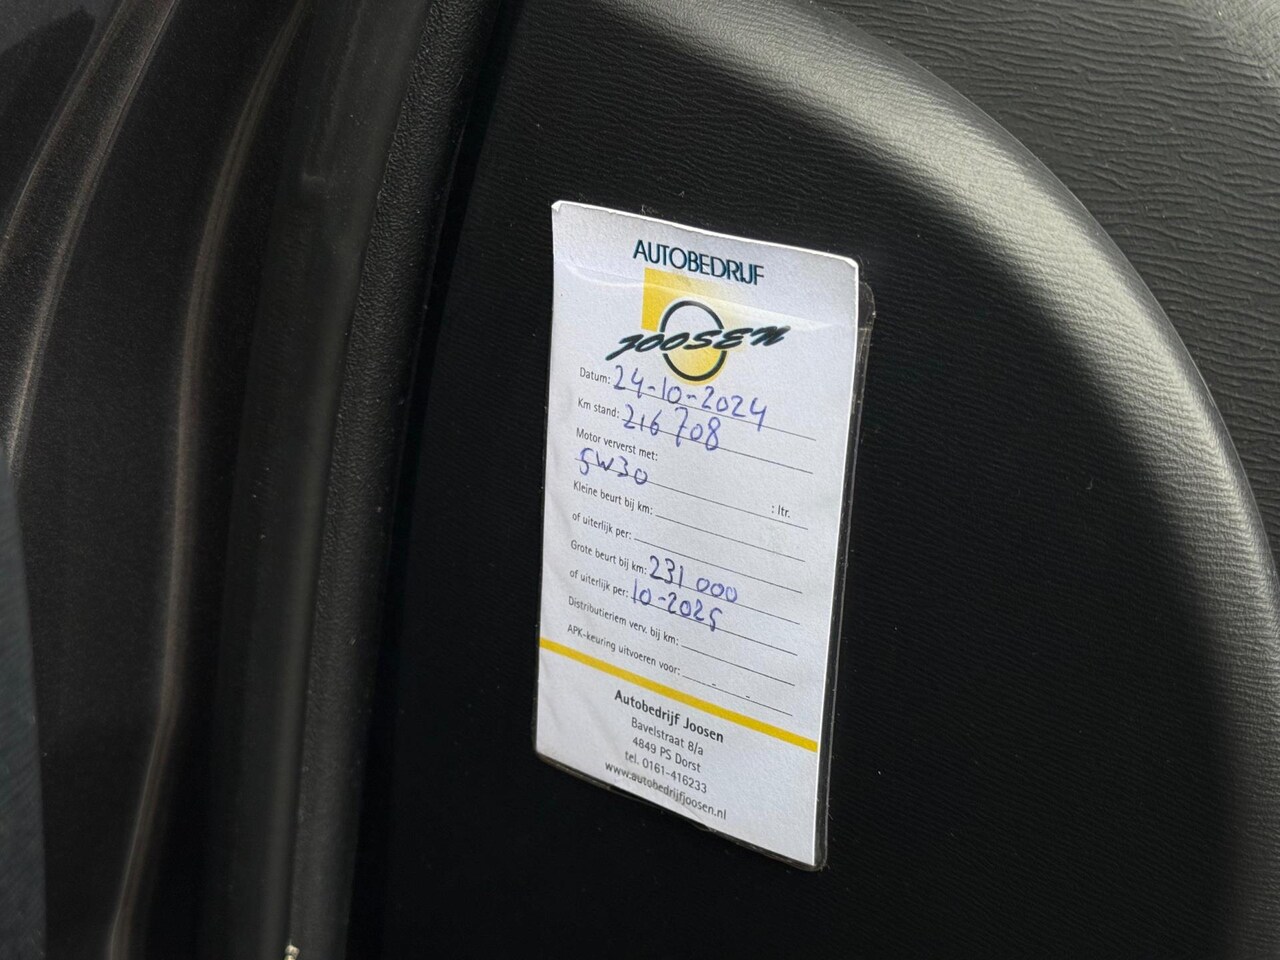 AUTOBEDRIJF
JOOSEN
Datum: 24-10-2024
Km stand: 216 708
Motor ververst met:
5W30 : ltr.
Kleine beurt bij km:
of uiterlijk per:
Grote beurt bij km: 231 000
of uiterlijk per: 10-2025
Distributieriem verv. bij km:
APK-keuring uitvoeren voor: - -
Autobedrijf Joosen
Bavelstraat 8/a
4849 PS Dorst
tel. 0161-416233
www.autobedrijfjoosen.nl